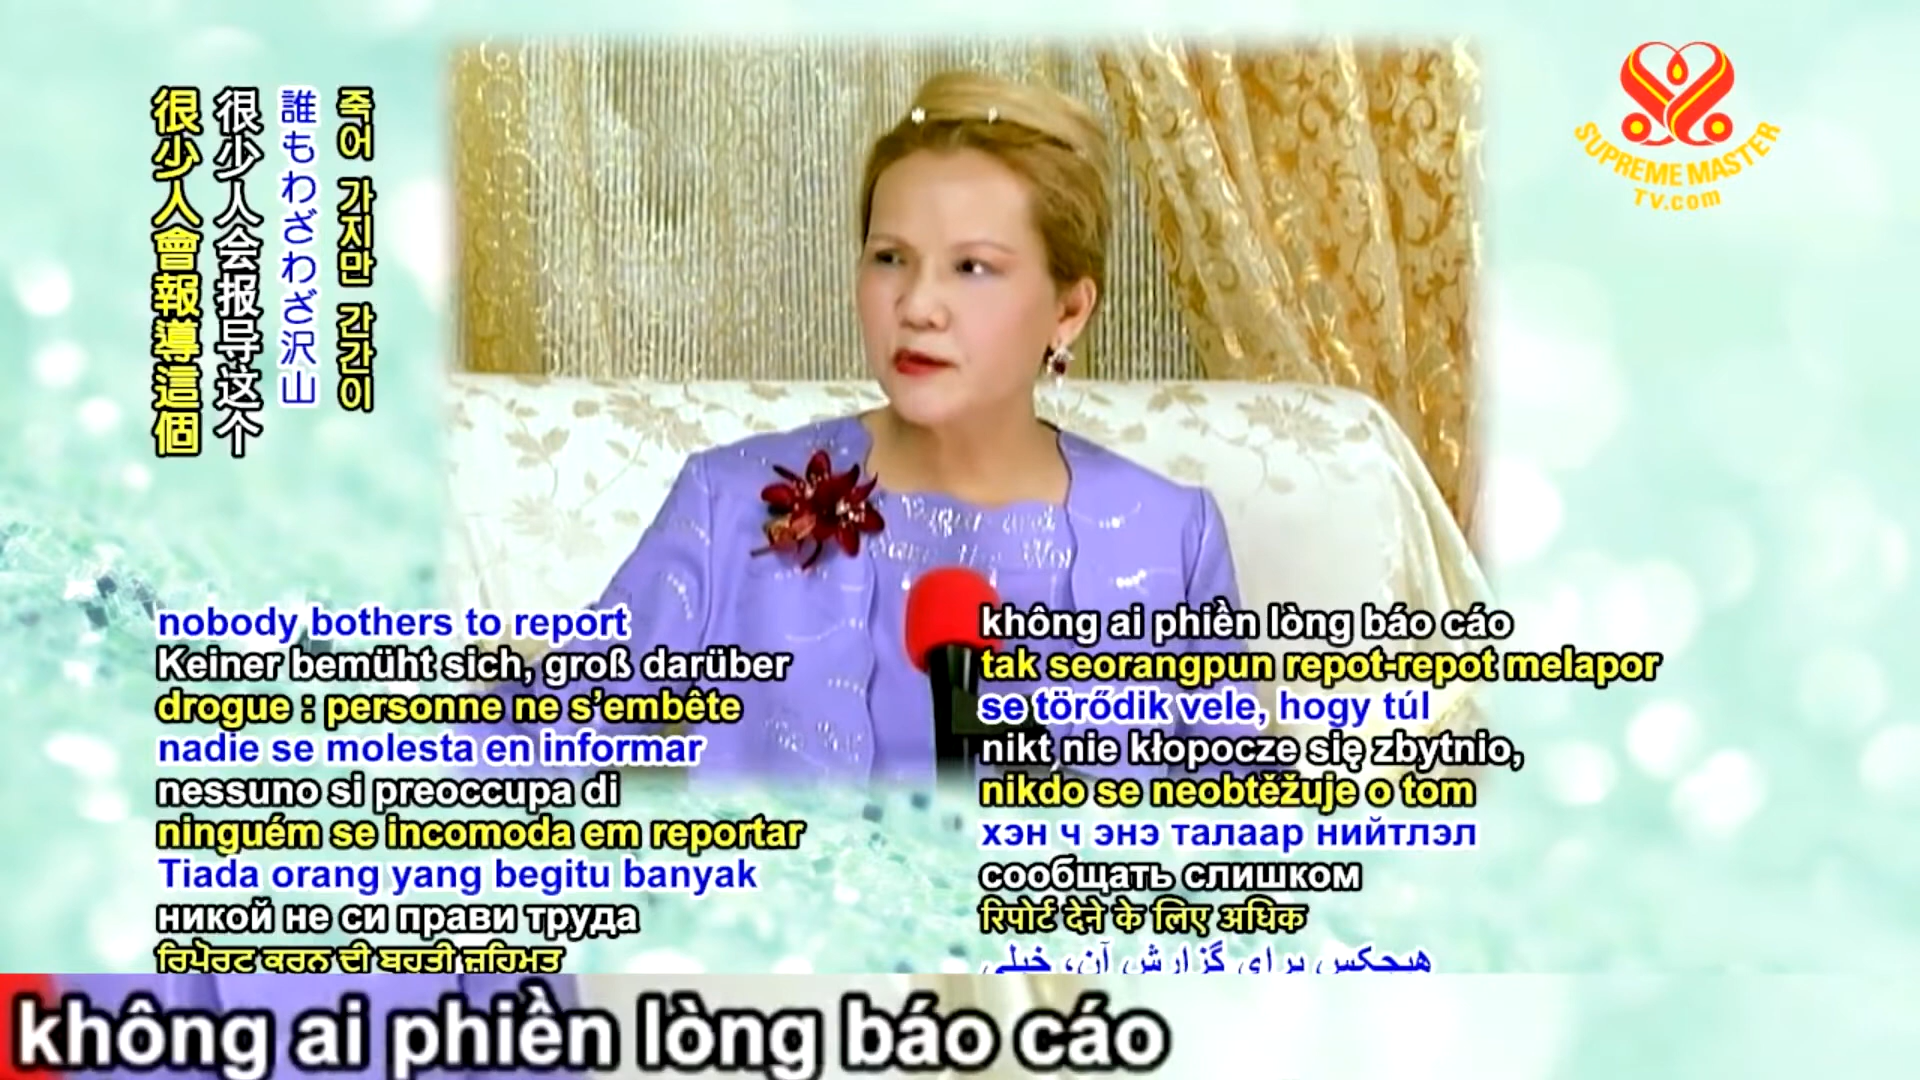 很少人會報導這個
很少人会报导这个
誰もわざわざ沢山
죽어 가지만 간간이
SUPREME MASTER
TV.com
nobody bothers to report
Keiner bemüht sich, groß darüber
drogue : personne ne s’embête
nadie se molesta en informar
nessuno si preoccupa di
ninguém se incomoda em reportar
Tiada orang yang begitu banyak
никой не си прави труда
ਰਿਪੋਰਟ ਕਰਨ ਦੀ ਬਹੁਤੀ ਜ਼ਹਿਮਤ
không ai phiền lòng báo cáo
tak seorangpun repot-repot melapor
se törődik vele, hogy túl
nikt nie kłopocze się zbytnio,
nikdo se neobtěžuje o tom
хэн ч энэ талаар нийтлэл
сообщать слишком
रिपोर्ट देने के लिए अधिक
هیچکس برای گزارش آن، خیلی
không ai phiền lòng báo cáo